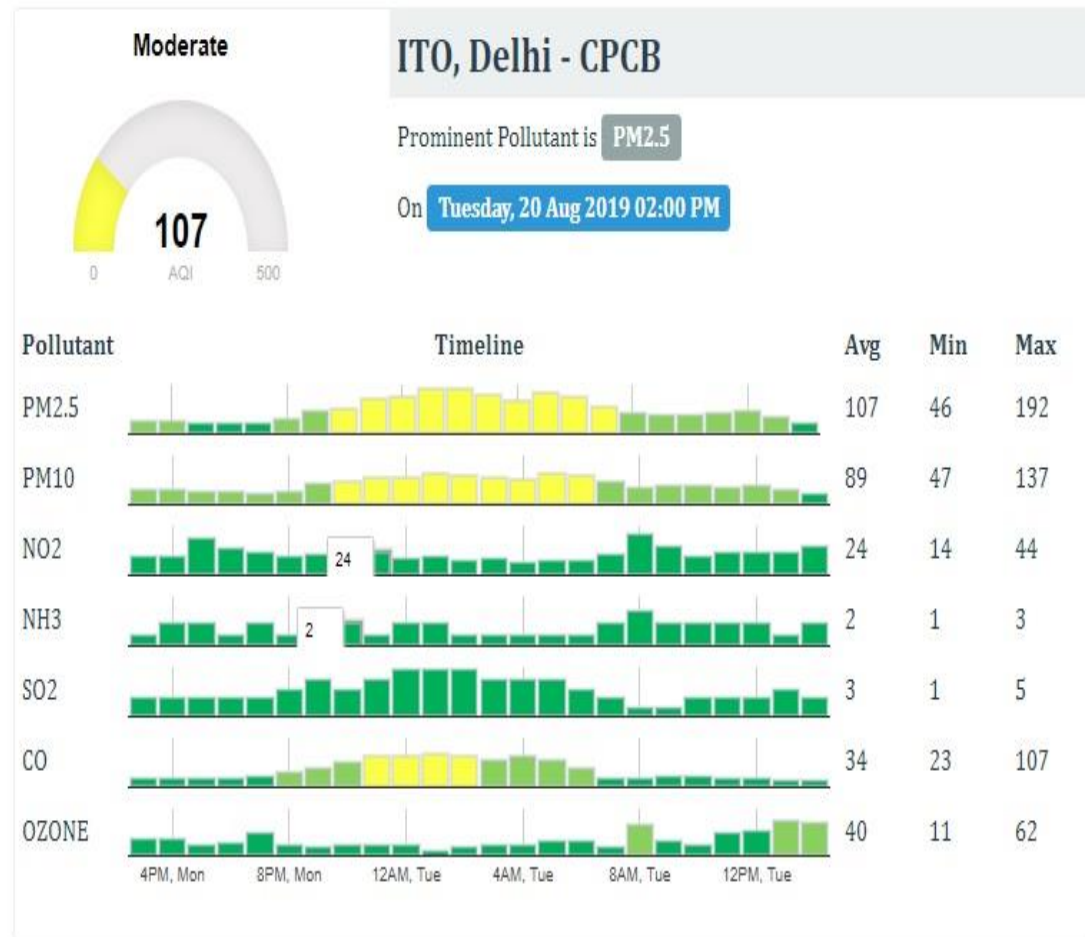 Moderate
ITO, Delhi - CPCB
Prominent Pollutant is PM2.5
On Tuesday, 20 Aug 2019 02:00 PM
107
0 AQI 500
Pollutant Timeline Avg Min Max
PM2.5 107 46 192
PM10 89 47 137
NO2 24 24 14 44
NH3 2 2 1 3
SO2 3 1 5
CO 34 23 107
OZONE 40 11 62
4PM, Mon 8PM, Mon 12AM, Tue 4AM, Tue 8AM, Tue 12PM, Tue